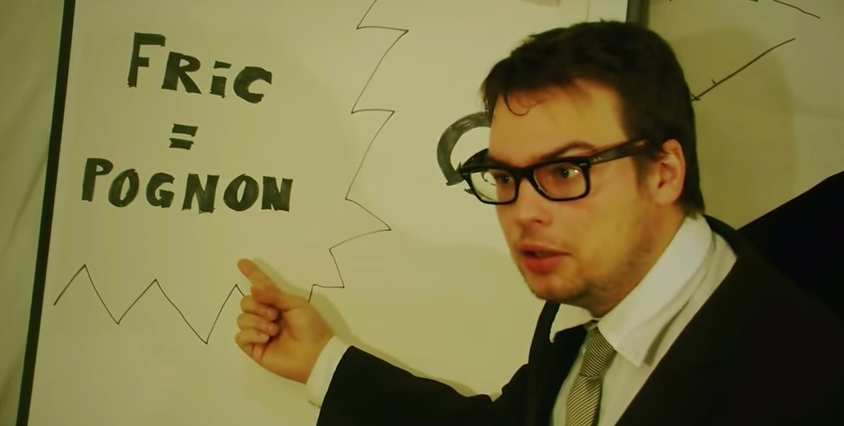 FRiC
=
POGNON